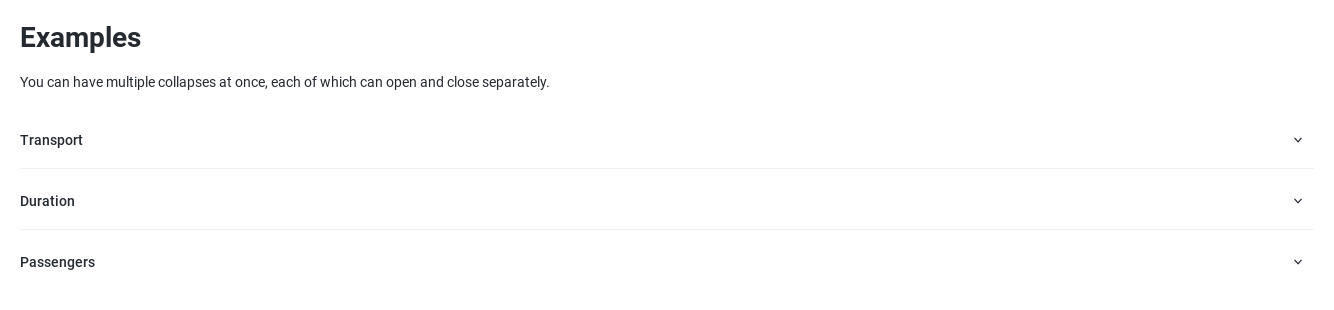 Examples
You can have multiple collapses at once, each of which can open and close separately.
Transport
Duration
Passengers